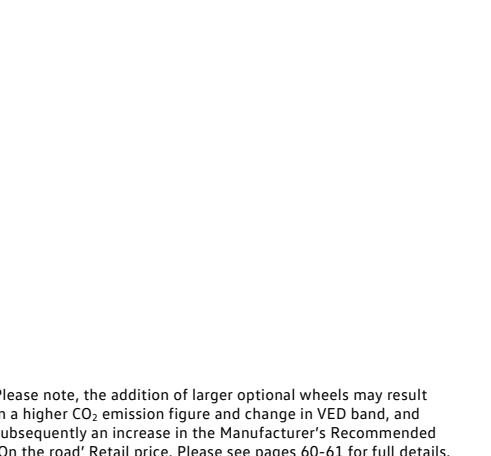 Please note, the addition of larger optional wheels may result
in a higher CO₂ emission figure and change in VED band, and
subsequently an increase in the Manufacturer's Recommended
'On the road' Retail price. Please see pages 60-61 for full details.